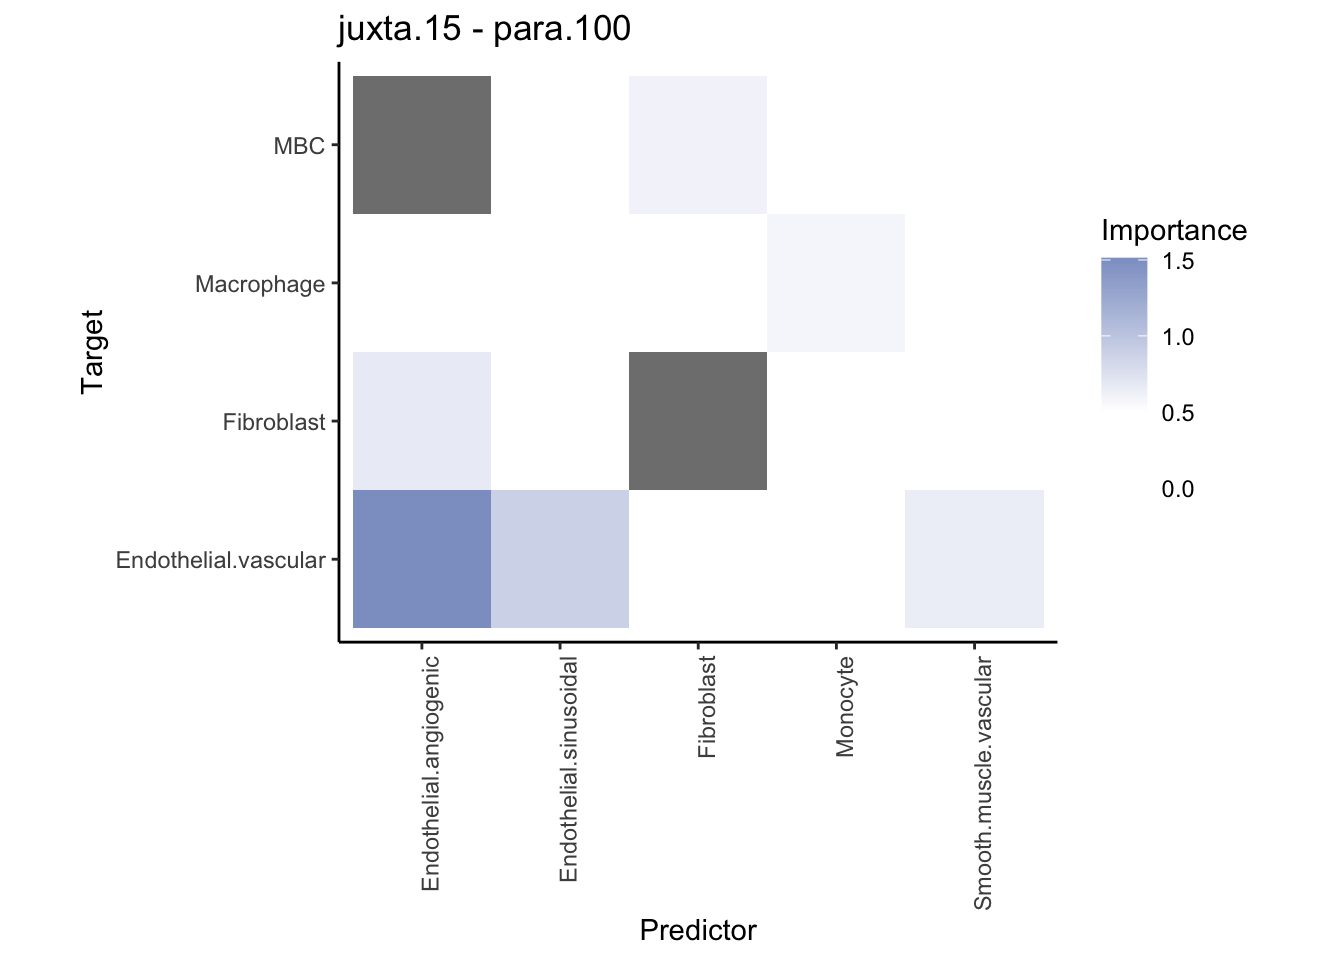 juxta.15 - para.100
Target
MBC
Macrophage
Fibroblast
Endothelial.vascular
Endothelial.angiogenic
Endothelial.sinusoidal
Fibroblast
Monocyte
Smooth.muscle.vascular
Predictor
Importance
1.5
1.0
0.5
0.0